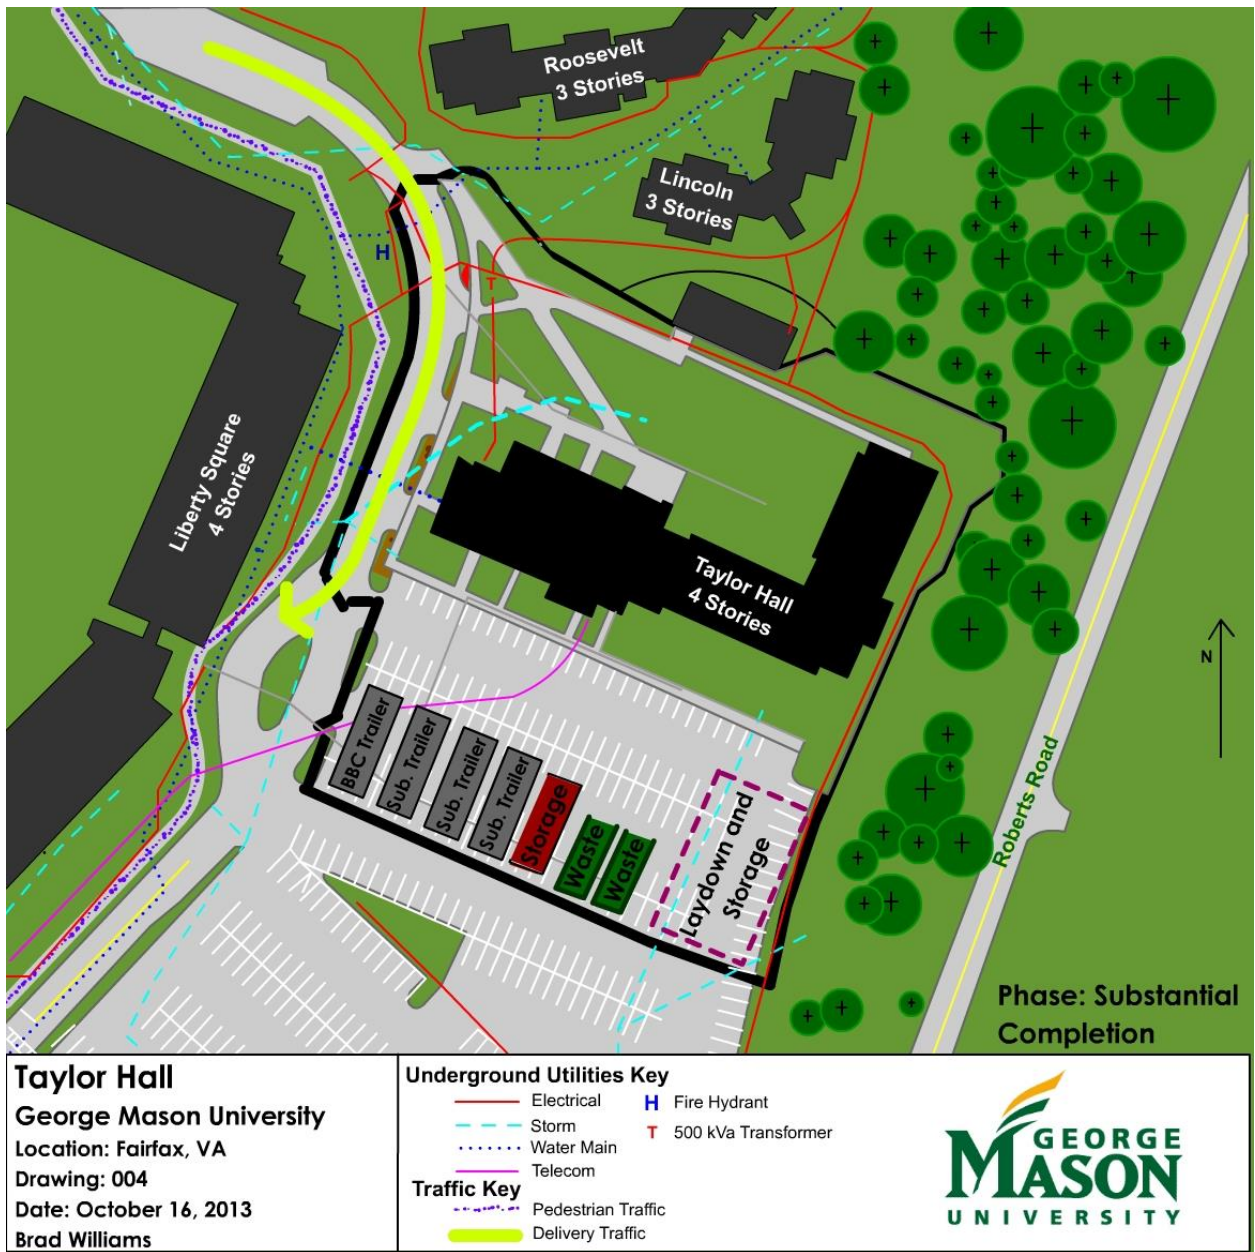 Roosevelt
3 Stories
Lincoln
3 Stories
H
T
Liberty Square
4 Stories
Taylor Hall
4 Stories
N
BBC Trailer
Sub. Trailer
Sub. Trailer
Sub. Trailer
Storage
Waste
Waste
Laydown and
Storage
Roberts Road
Phase: Substantial
Completion
Taylor Hall
George Mason University
Location: Fairfax, VA
Drawing: 004
Date: October 16, 2013
Brad Williams
Underground Utilities Key
Electrical
Storm
Water Main
Telecom
H Fire Hydrant
T 500 kVa Transformer
Traffic Key
Pedestrian Traffic
Delivery Traffic
GEORGE
MASON
UNIVERSITY